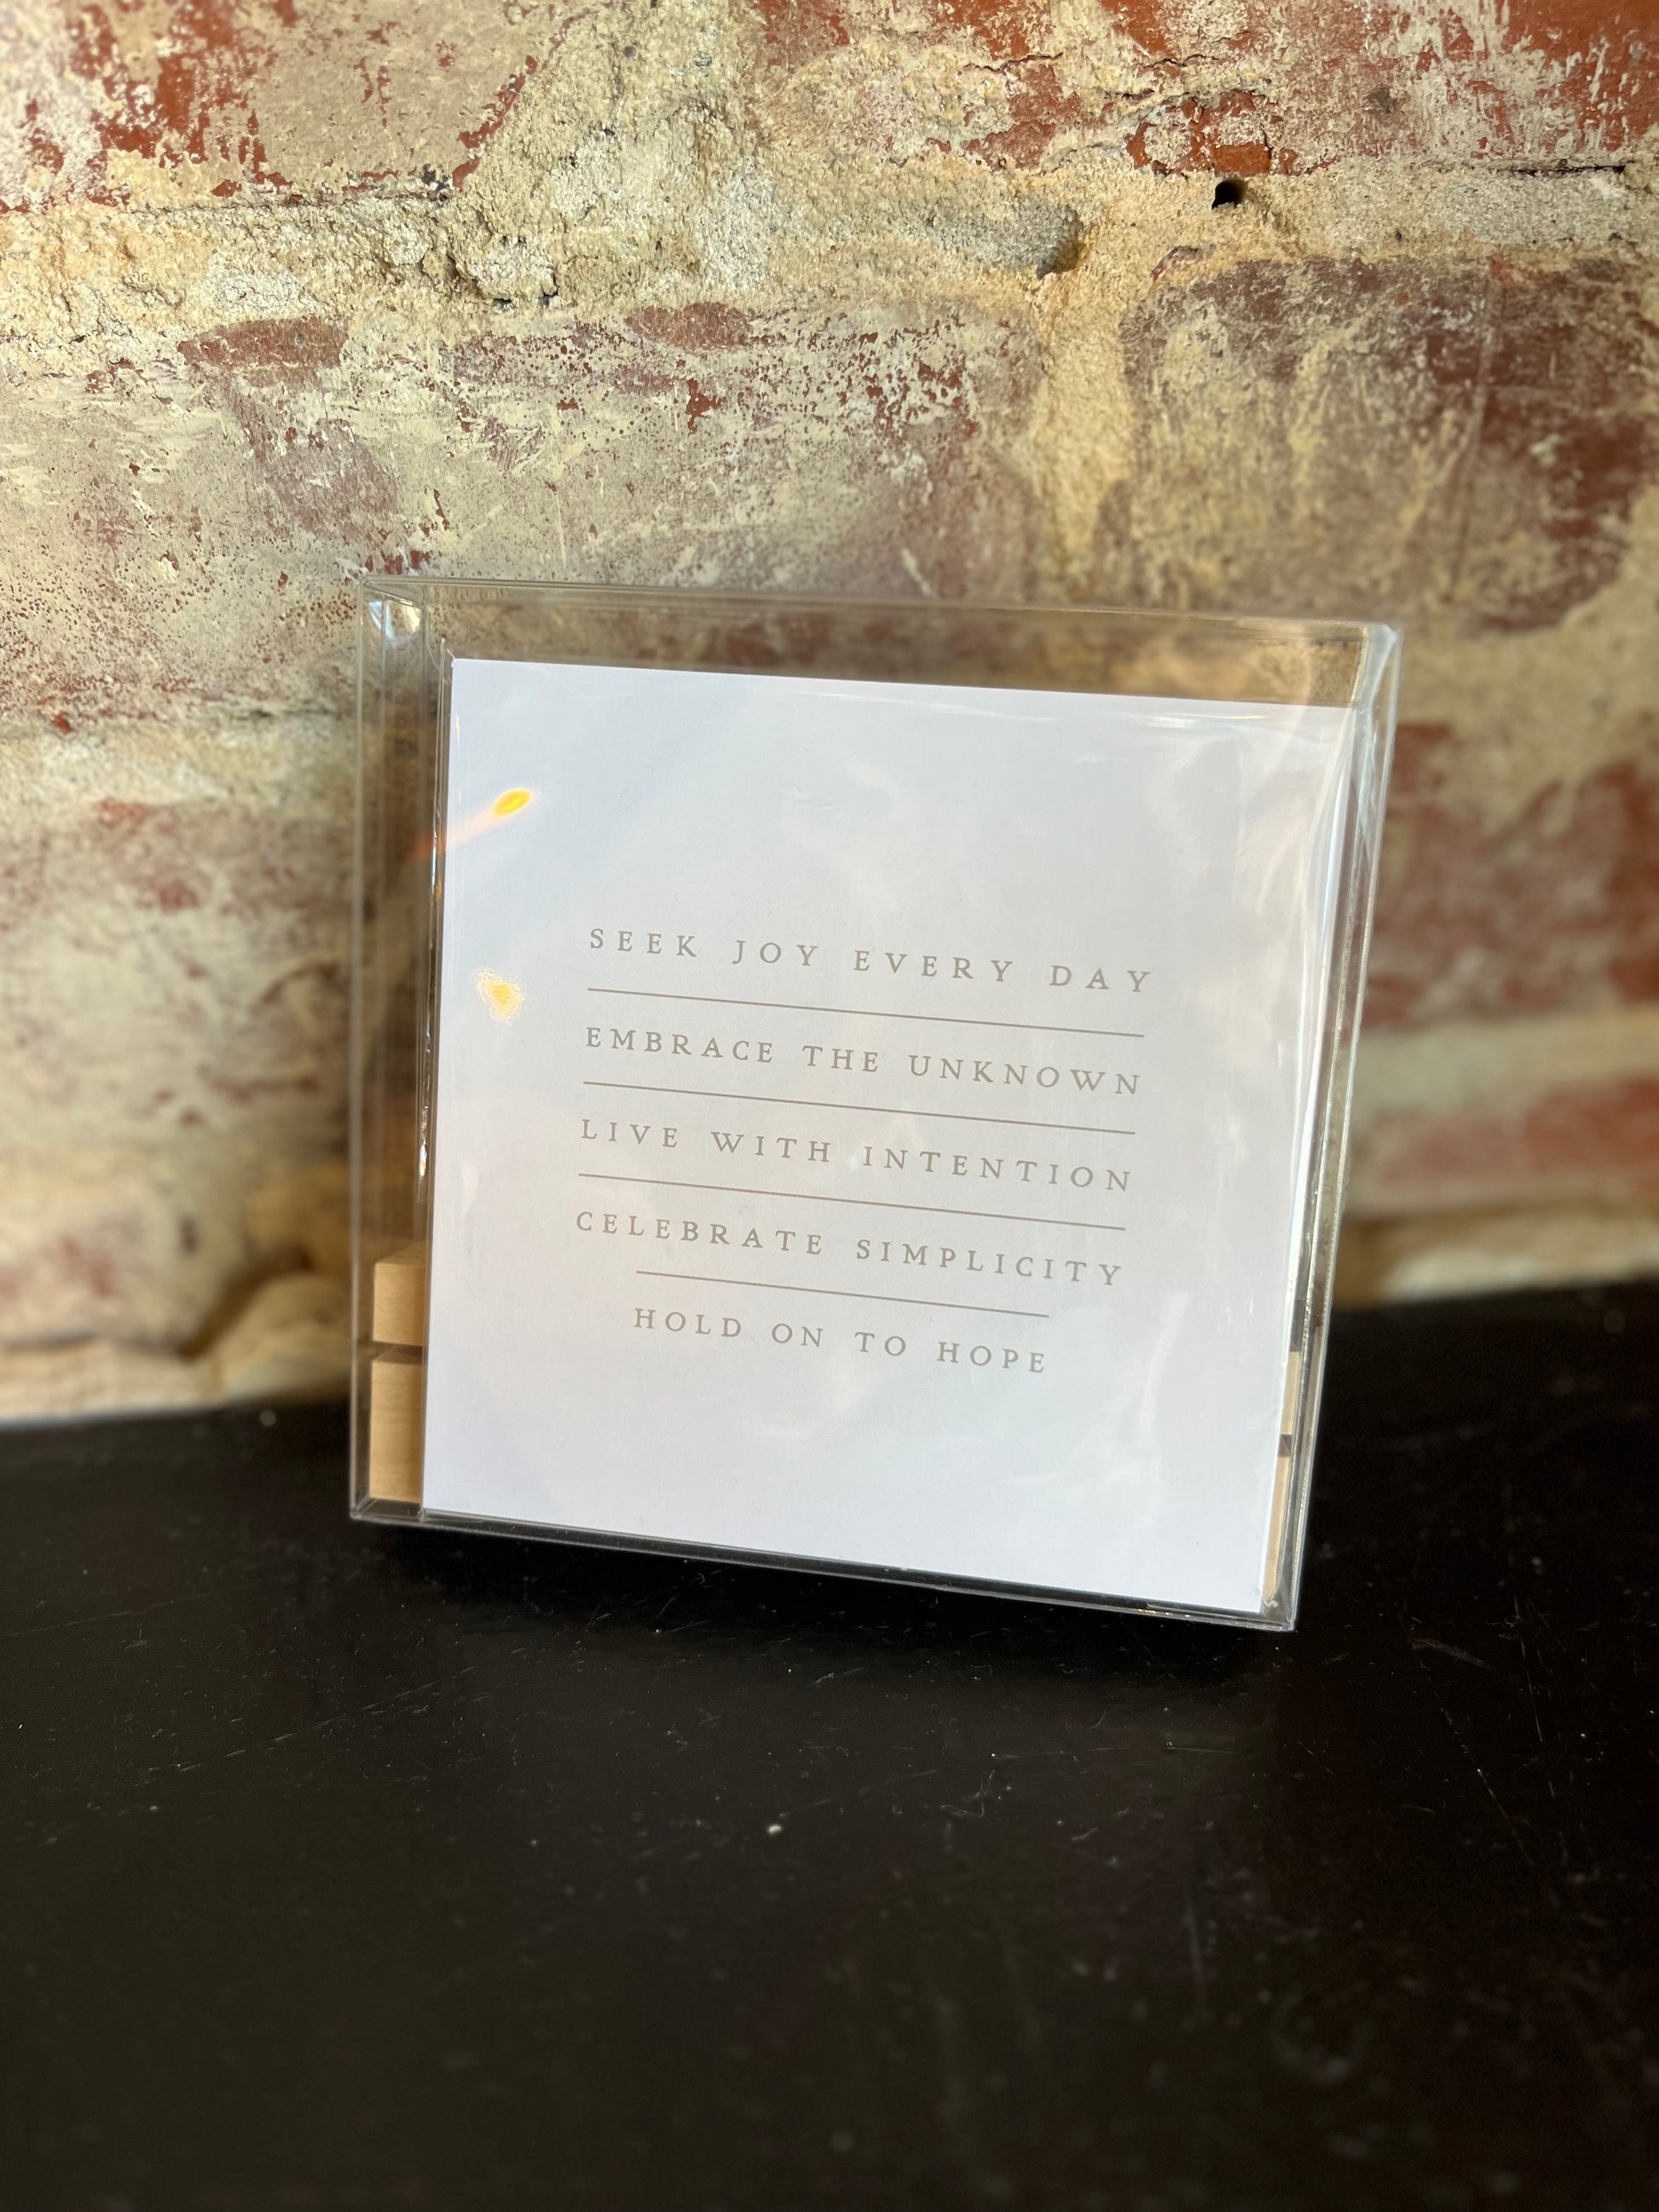 SEEK JOY EVERY DAY
EMBRACE THE UNKNOWN
LIVE WITH INTENTION
CELEBRATE SIMPLICITY
HOLD ON TO HOPE